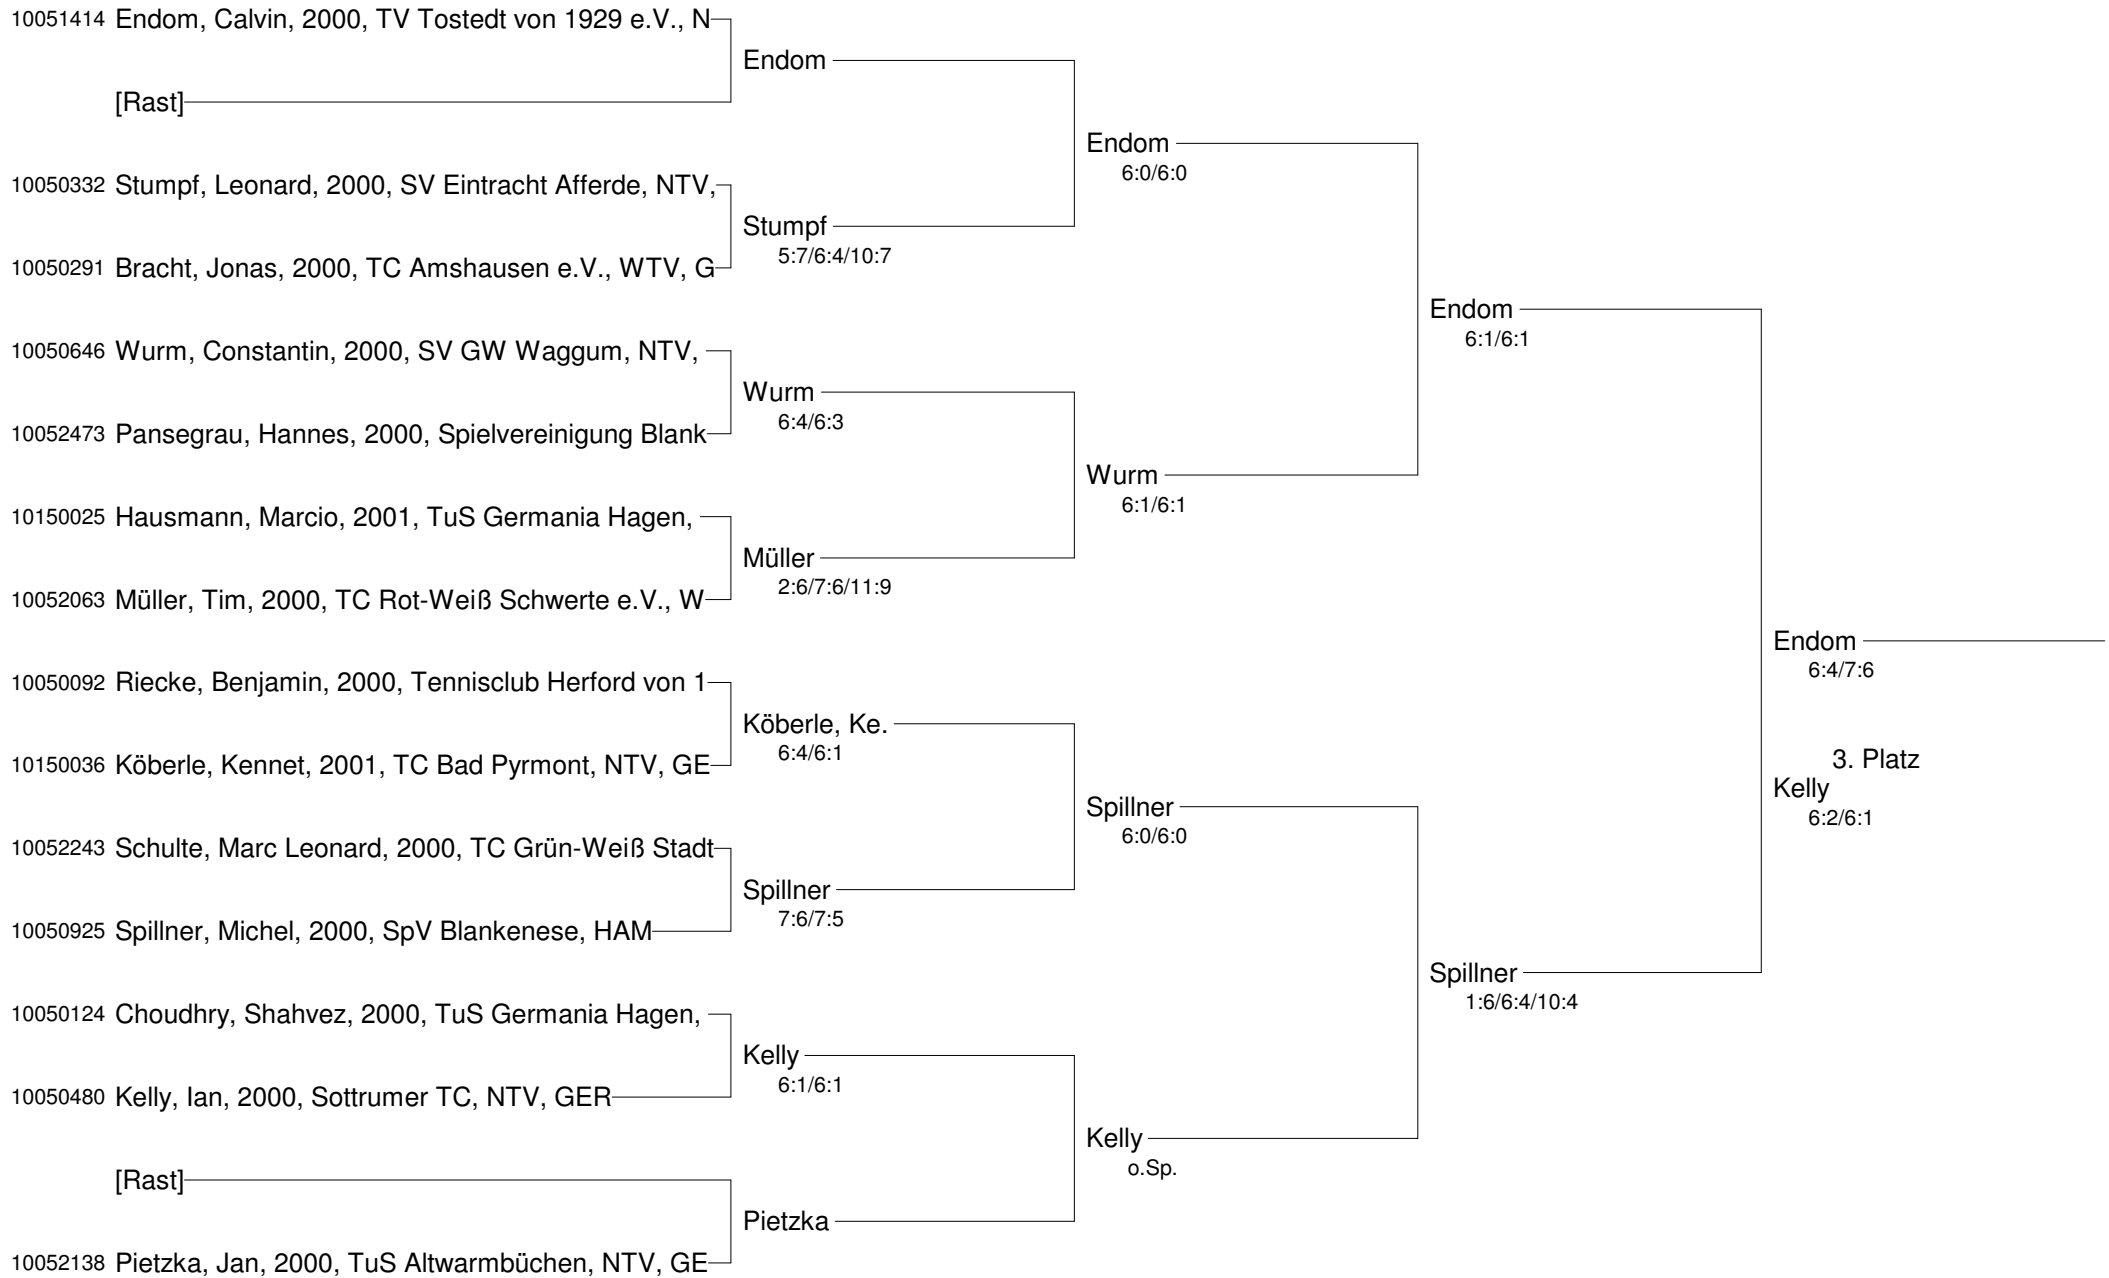 10051414 Endom, Calvin, 2000, TV Tostedt von 1929 e.V., N
Endom
[Rast]
Endom
6:0/6:0
10050332 Stumpf, Leonard, 2000, SV Eintracht Afferde, NTV,
Stumpf
5:7/6:4/10:7
10050291 Bracht, Jonas, 2000, TC Amshausen e.V., WTV, G
Endom
6:1/6:1
10050646 Wurm, Constantin, 2000, SV GW Waggum, NTV,
Wurm
6:4/6:3
10052473 Pansegrau, Hannes, 2000, Spielvereinigung Blank
Wurm
6:1/6:1
10150025 Hausmann, Marcio, 2001, TuS Germania Hagen,
Müller
2:6/7:6/11:9
10052063 Müller, Tim, 2000, TC Rot-Weiß Schwerte e.V., W
Endom
6:4/7:6
10050092 Riecke, Benjamin, 2000, Tennisclub Herford von 1
Köberle, Ke.
6:4/6:1
10150036 Köberle, Kennet, 2001, TC Bad Pyrmont, NTV, GE
3. Platz
Kelly
6:2/6:1
Spillner
6:0/6:0
10052243 Schulte, Marc Leonard, 2000, TC Grün-Weiß Stadt
Spillner
7:6/7:5
10050925 Spillner, Michel, 2000, SpV Blankenese, HAM
Spillner
1:6/6:4/10:4
10050124 Choudhry, Shahvez, 2000, TuS Germania Hagen,
Kelly
6:1/6:1
10050480 Kelly, Ian, 2000, Sottrumer TC, NTV, GER
Kelly
o.Sp.
[Rast]
Pietzka
10052138 Pietzka, Jan, 2000, TuS Altwarmbüchen, NTV, GE